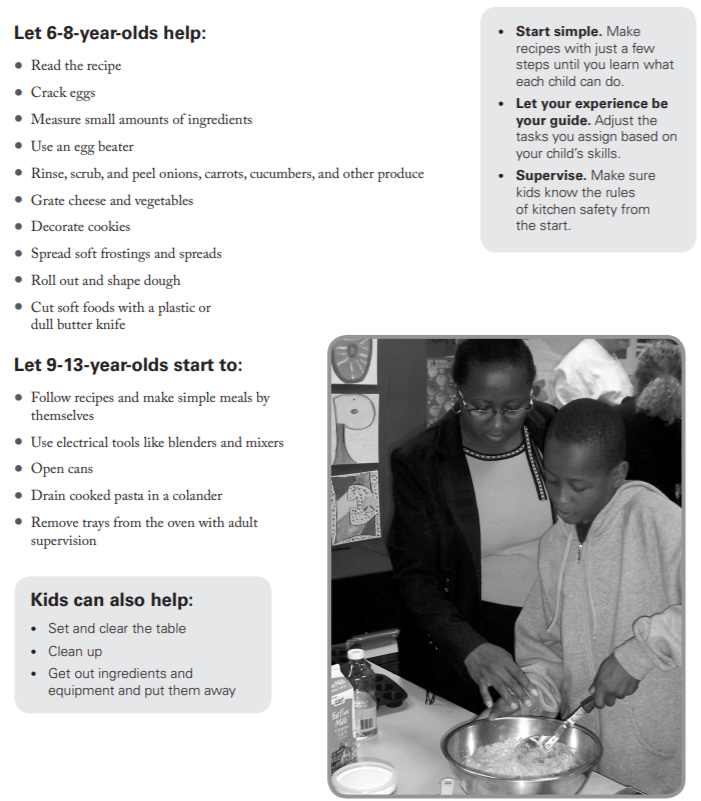 Let 6-8-year-olds help:
• Read the recipe
• Crack eggs
• Measure small amounts of ingredients
• Use an egg beater
• Rinse, scrub, and peel onions, carrots, cucumbers, and other produce
• Grate cheese and vegetables
• Decorate cookies
• Spread soft frostings and spreads
• Roll out and shape dough
• Cut soft foods with a plastic or
dull butter knife
Let 9-13-year-olds start to:
• Follow recipes and make simple meals by
themselves
• Use electrical tools like blenders and mixers
• Open cans
• Drain cooked pasta in a colander
• Remove trays from the oven with adult
supervision
Kids can also help:
• Set and clear the table
• Clean up
• Get out ingredients and
equipment and put them away
• Start simple. Make
recipes with just a few
steps until you learn what
each child can do.
• Let your experience be
your guide. Adjust the
tasks you assign based on
your child's skills.
• Supervise. Make sure
kids know the rules
of kitchen safety from
the start.
Fat Free
Milk